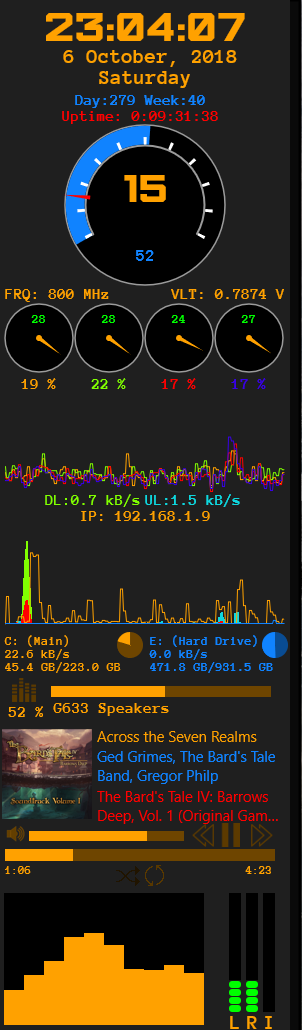 23:04:07
6 October, 2018
Saturday
Day:279 Week:40
Uptime: 0:09:31:38
15
52
FRQ: 800 MHz VLT: 0.7874 V
28 28 24 27
19 % 22 % 17 % 17 %
DL:0.7 kB/s UL:1.5 kB/s
IP: 192.168.1.9
C: (Main) E: (Hard Drive)
22.6 kB/s 0.0 kB/s
45.4 GB/223.0 GB 471.8 GB/931.5 GB
52 % G633 Speakers
The Bard's Tale
Soundtrack Volume 1
Across the Seven Realms
Ged Grimes, The Bard's Tale
Band, Gregor Philp
The Bard's Tale IV: Barrows
Deep, Vol. 1 (Original Gam...
1:06 4:23
L R I